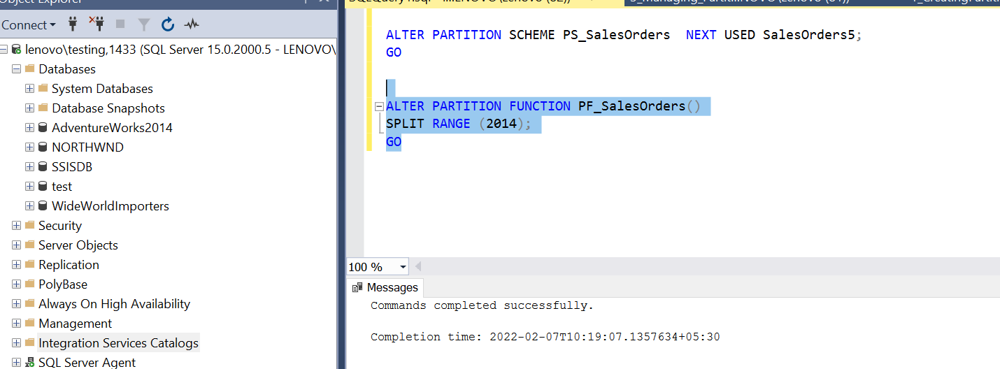 Connect
lenovo\testing,1433 (SQL Server 15.0.2000.5 - LENOVO\
Databases
System Databases
Database Snapshots
AdventureWorks2014
NORTHWND
SSISDB
test
WideWorldImporters
Security
Server Objects
Replication
PolyBase
Always On High Availability
Management
Integration Services Catalogs
SQL Server Agent
ALTER PARTITION SCHEME PS_SalesOrders  NEXT USED SalesOrders5;
GO
ALTER PARTITION FUNCTION PF_SalesOrders()
SPLIT RANGE (2014);
GO
100 %
Messages
Commands completed successfully.
Completion time: 2022-02-07T10:19:07.1357634+05:30